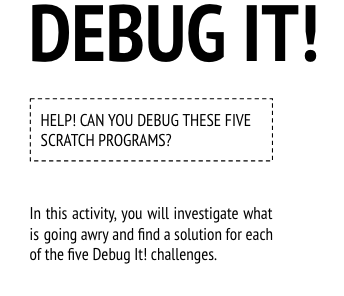 DEBUG IT!
HELP! CAN YOU DEBUG THESE FIVE
SCRATCH PROGRAMS?
In this activity, you will investigate what
is going awry and find a solution for each
of the five Debug It! challenges.